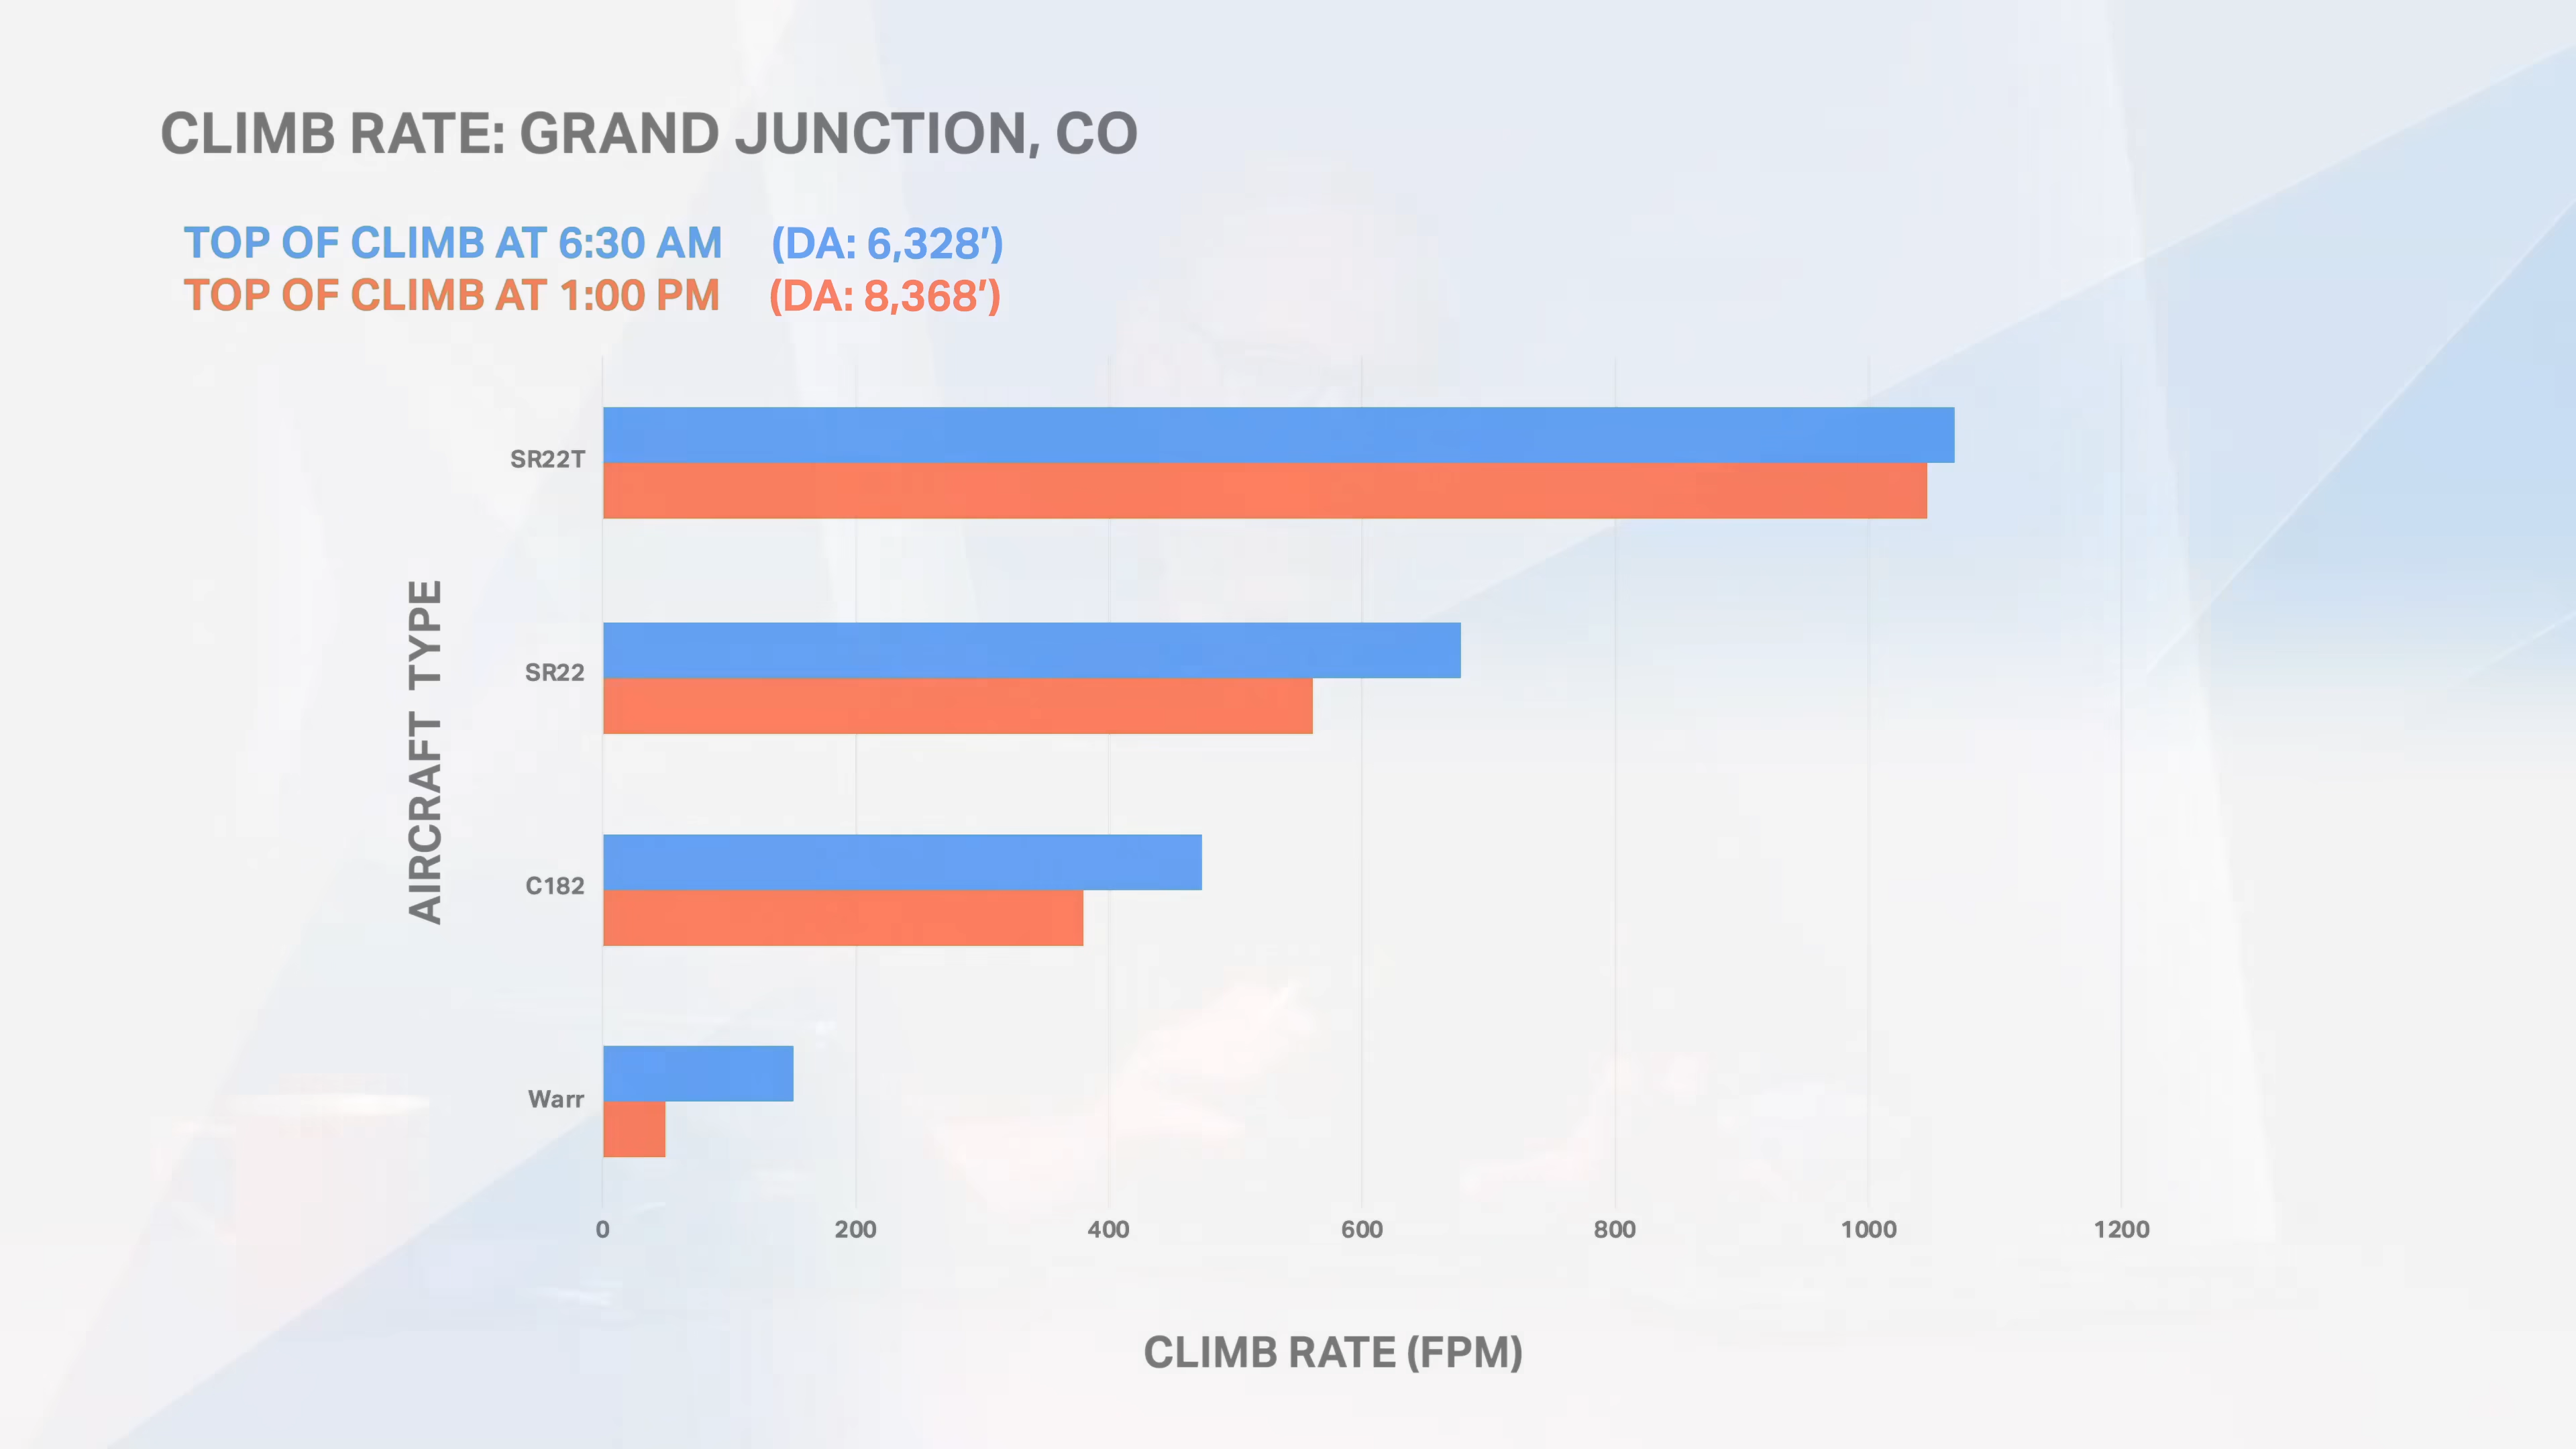 CLIMB RATE: GRAND JUNCTION, CO
TOP OF CLIMB AT 6:30 AM (DA: 6,328')
TOP OF CLIMB AT 1:00 PM (DA: 8,368')
AIRCRAFT TYPE
SR22T
SR22
C182
Warr
0 200 400 600 800 1000 1200
CLIMB RATE (FPM)